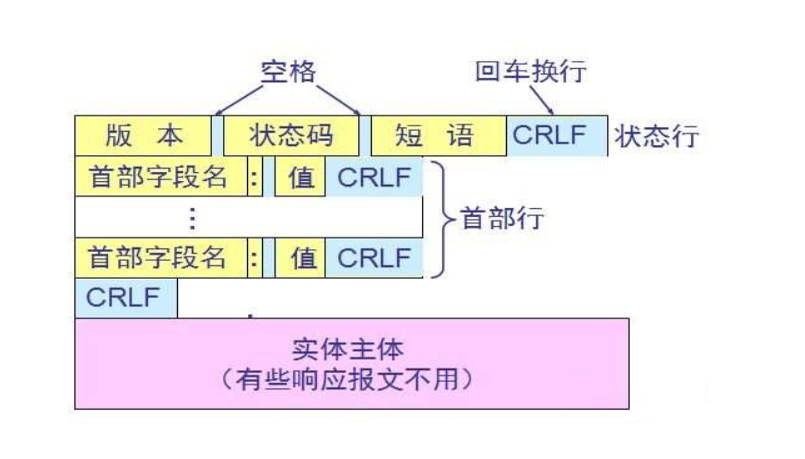 空格 回车换行
版 本 状态码 短 语 CRLF 状态行
首部字段名 : 值 CRLF
⋮ 首部行
首部字段名 : 值 CRLF
CRLF
实体主体
（有些响应报文不用）